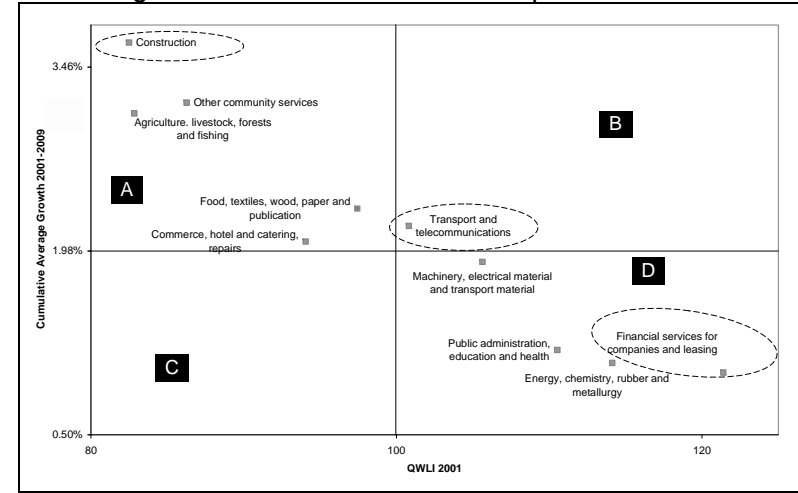 Construction
3.46%
Other community services
Agriculture. livestock, forests
and fishing
B
A
Food, textiles, wood, paper and
publication
Transport and
telecommunications
Commerce, hotel and catering,
repairs
1.98%
D
Machinery, electrical material
and transport material
Financial services for
companies and leasing
Public administration,
education and health
C
Energy, chemistry, rubber and
metallurgy
0.50%
80
100
120
QWLI 2001
Cumulative Average Growth 2001-2009